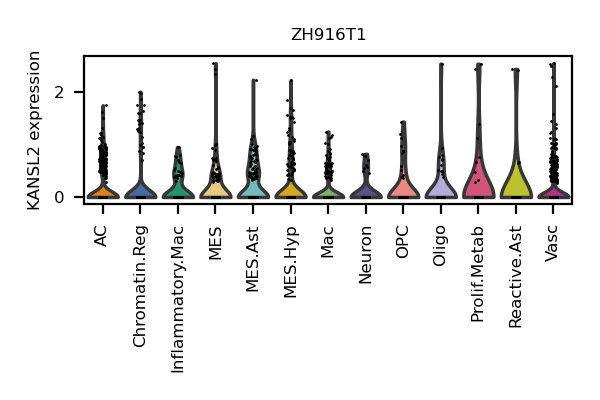 ZH916T1
KANSL2 expression
2
0
AC
Chromatin.Reg
Inflammatory.Mac
MES
MES.Ast
MES.Hyp
Mac
Neuron
OPC
Oligo
Prolif.Metab
Reactive.Ast
Vasc